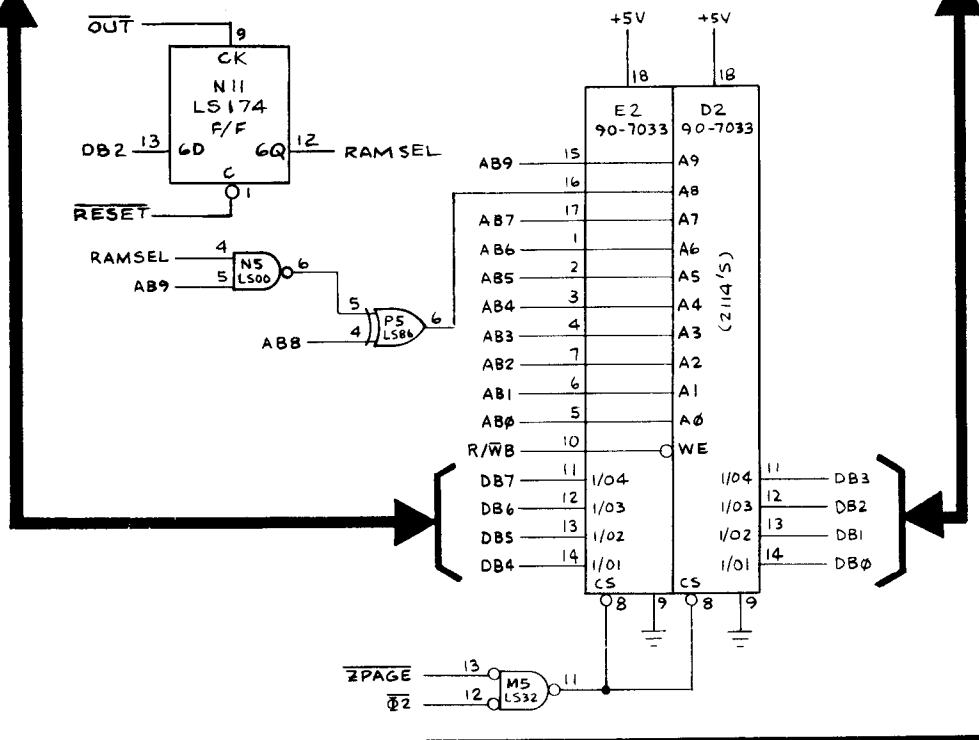 OUT
9
CK
N11
LS174
F/F
DB2 13 6D 6Q 12 RAMSEL
C
1
RESET
RAMSEL 4
AB9 5
N5
LS00
6
5
AB8 4
P5
LS86
6
+5V +5V
18 18
E2 D2
90-7033 90-7033
AB9 15 A9
16 A8
AB7 17 A7
AB6 1 A6
AB5 2 A5
AB4 3 A4
AB3 4 A3
AB2 7 A2
AB1 6 A1
ABØ 5 AØ
R/WB 10 WE
(2114'S)
DB7 11 I/O4 I/O4 11 DB3
DB6 12 I/O3 I/O3 12 DB2
DB5 13 I/O2 I/O2 13 DB1
DB4 14 I/O1 I/O1 14 DBØ
CS CS
8 9 8 9
ZPAGE 13
Φ2 12
M5
LS32
11